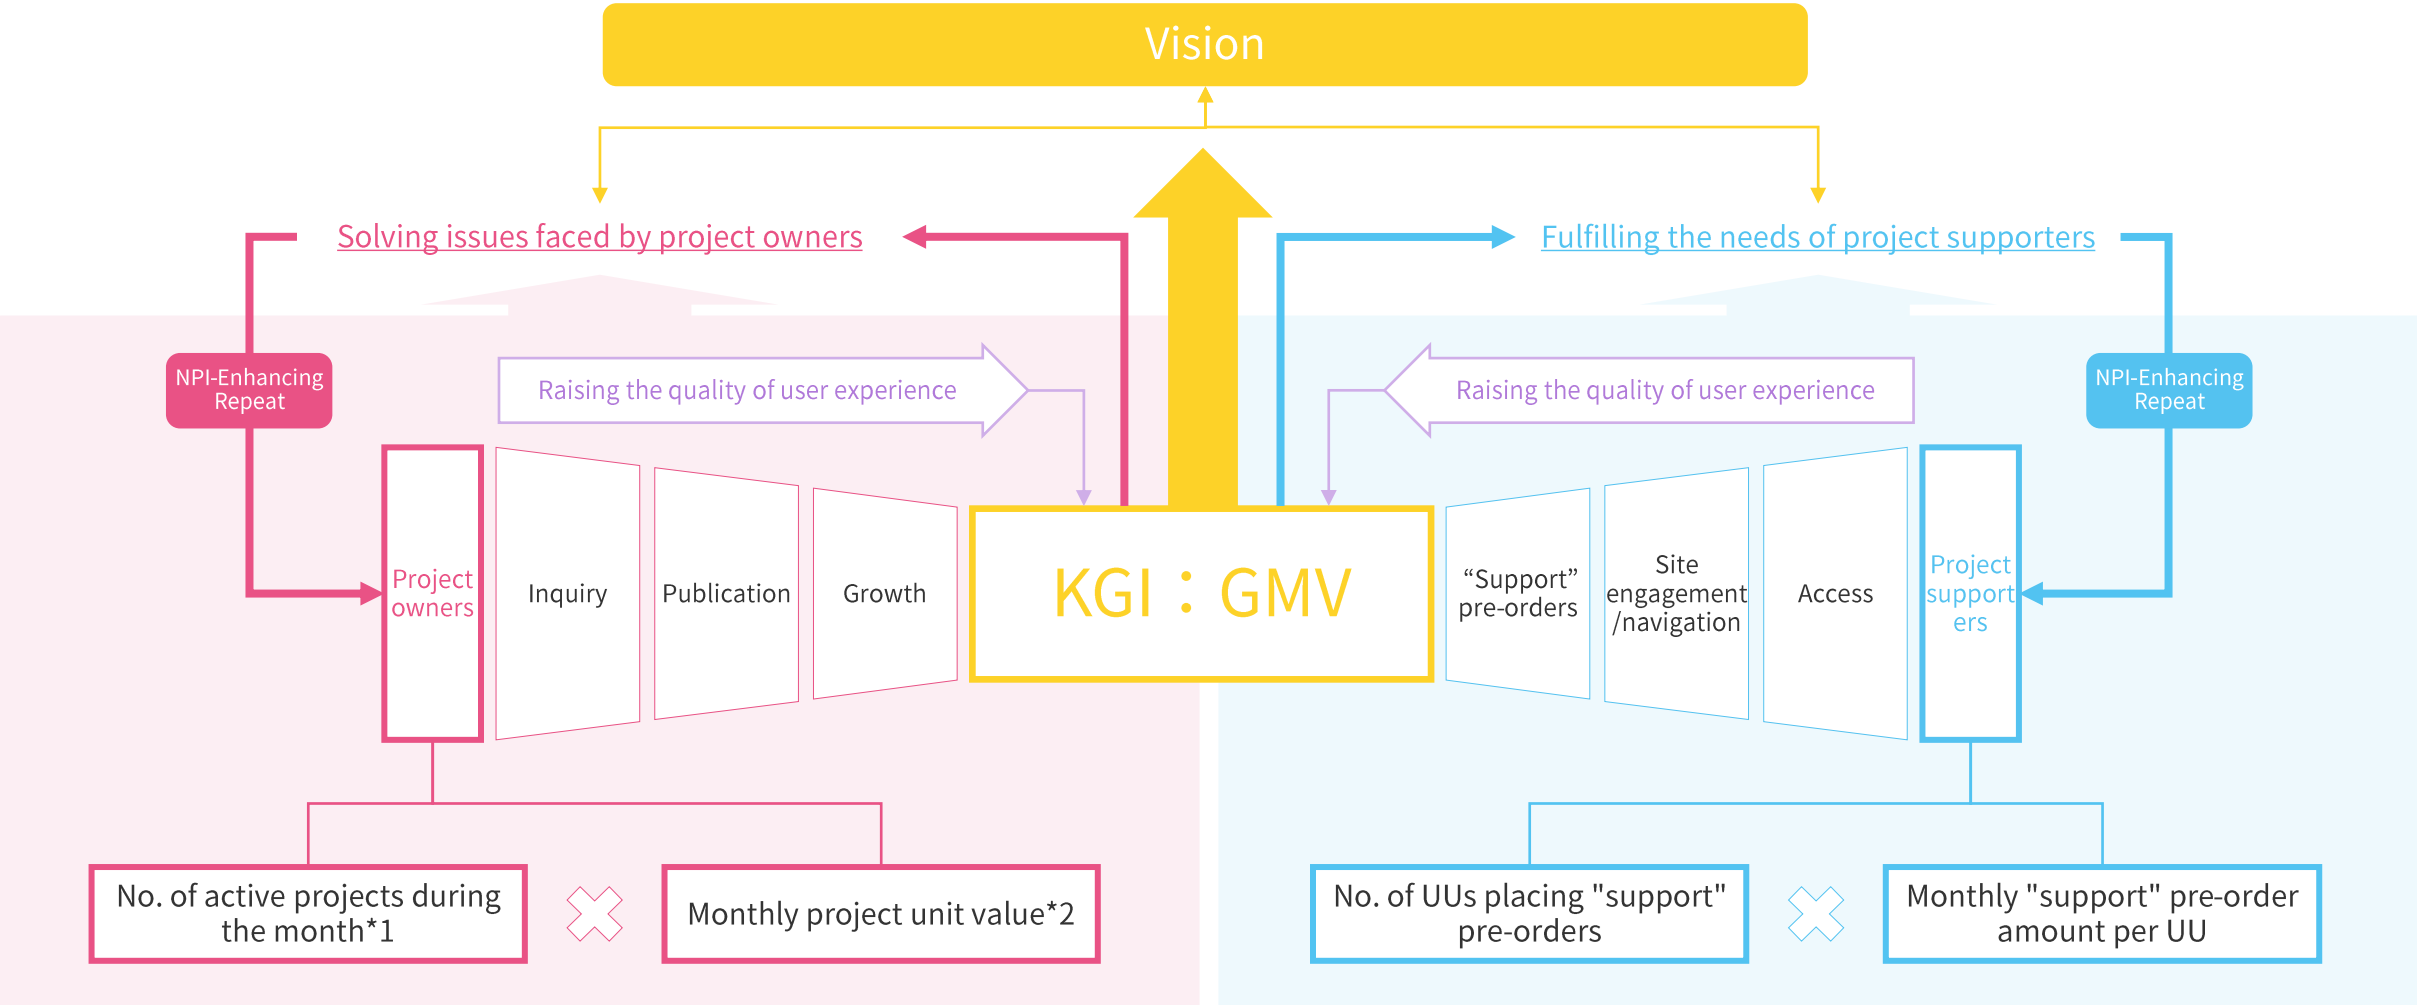 Vision
Solving issues faced by project owners
Fulfilling the needs of project supporters
NPI-Enhancing
Repeat
Raising the quality of user experience
Raising the quality of user experience
NPI-Enhancing
Repeat
Project
owners
Inquiry
Publication
Growth
KGI：GMV
“Support”
pre-orders
Site
engagement
/navigation
Access
Project
support
ers
No. of active projects during
the month*1
Monthly project unit value*2
No. of UUs placing "support"
pre-orders
Monthly "support" pre-order
amount per UU